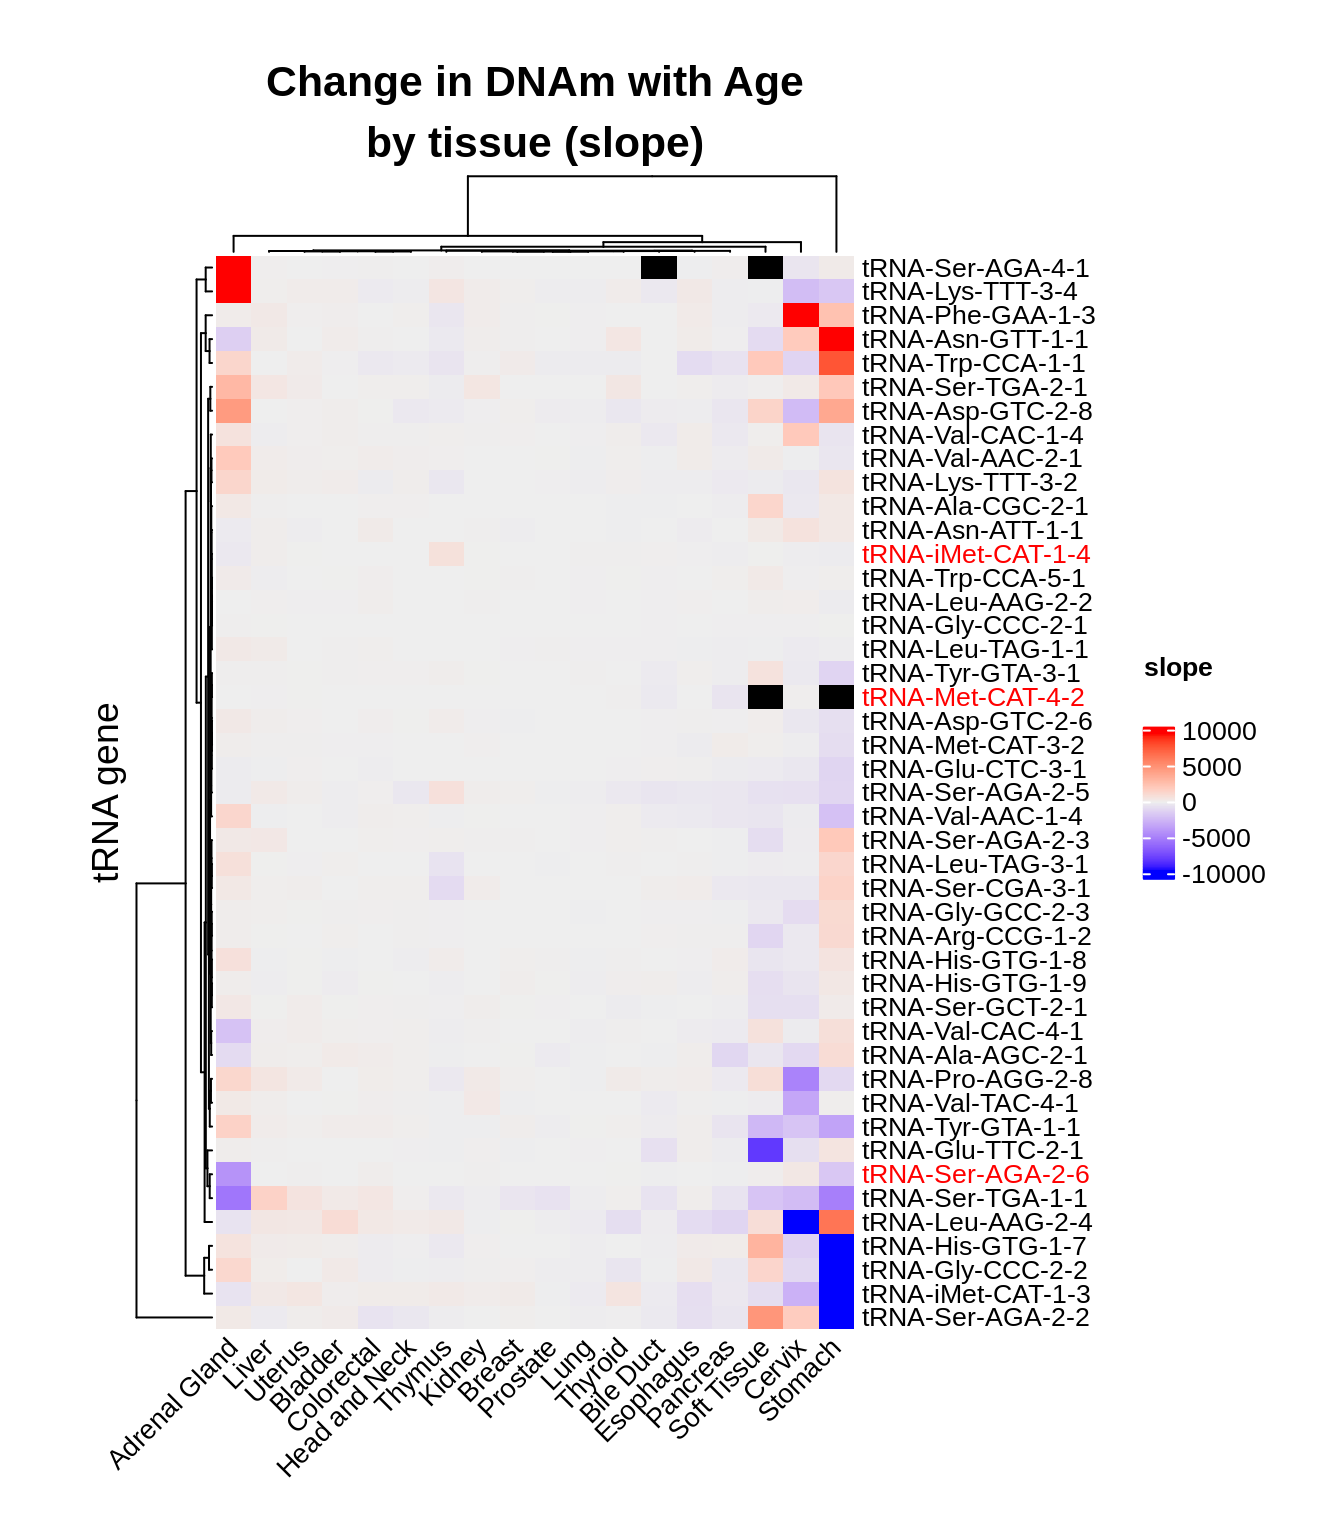 Change in DNAm with Age
by tissue (slope)
tRNA gene
tRNA-Ser-AGA-4-1
tRNA-Lys-TTT-3-4
tRNA-Phe-GAA-1-3
tRNA-Asn-GTT-1-1
tRNA-Trp-CCA-1-1
tRNA-Ser-TGA-2-1
tRNA-Asp-GTC-2-8
tRNA-Val-CAC-1-4
tRNA-Val-AAC-2-1
tRNA-Lys-TTT-3-2
tRNA-Ala-CGC-2-1
tRNA-Asn-ATT-1-1
tRNA-iMet-CAT-1-4
tRNA-Trp-CCA-5-1
tRNA-Leu-AAG-2-2
tRNA-Gly-CCC-2-1
tRNA-Leu-TAG-1-1
tRNA-Tyr-GTA-3-1
tRNA-Met-CAT-4-2
tRNA-Asp-GTC-2-6
tRNA-Met-CAT-3-2
tRNA-Glu-CTC-3-1
tRNA-Ser-AGA-2-5
tRNA-Val-AAC-1-4
tRNA-Ser-AGA-2-3
tRNA-Leu-TAG-3-1
tRNA-Ser-CGA-3-1
tRNA-Gly-GCC-2-3
tRNA-Arg-CCG-1-2
tRNA-His-GTG-1-8
tRNA-His-GTG-1-9
tRNA-Ser-GCT-2-1
tRNA-Val-CAC-4-1
tRNA-Ala-AGC-2-1
tRNA-Pro-AGG-2-8
tRNA-Val-TAC-4-1
tRNA-Tyr-GTA-1-1
tRNA-Glu-TTC-2-1
tRNA-Ser-AGA-2-6
tRNA-Ser-TGA-1-1
tRNA-Leu-AAG-2-4
tRNA-His-GTG-1-7
tRNA-Gly-CCC-2-2
tRNA-iMet-CAT-1-3
tRNA-Ser-AGA-2-2
Adrenal Gland
Liver
Uterus
Bladder
Colorectal
Head and Neck
Thymus
Kidney
Breast
Prostate
Lung
Thyroid
Bile Duct
Esophagus
Pancreas
Soft Tissue
Cervix
Stomach
slope
10000
5000
0
-5000
-10000